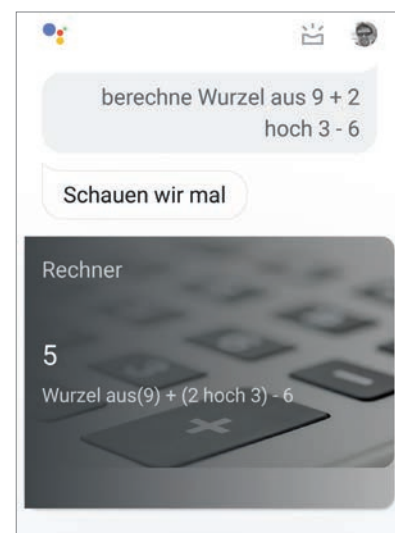 berechne Wurzel aus 9 + 2
hoch 3 - 6
Schauen wir mal
Rechner
5
Wurzel aus(9) + (2 hoch 3) - 6